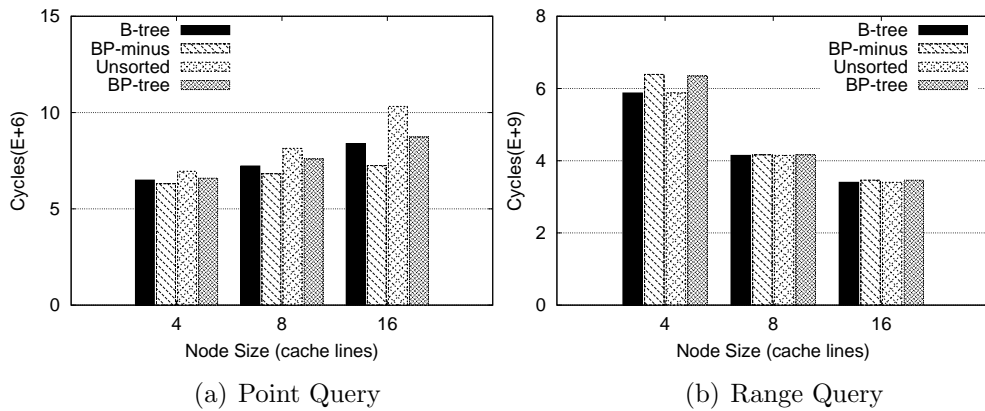 15
10
5
0
Cycles(E+6)
B-tree
BP-minus
Unsorted
BP-tree
4 8 16
Node Size (cache lines)
(a) Point Query
8
6
4
2
0
Cycles(E+9)
B-tree
BP-minus
Unsorted
BP-tree
4 8 16
Node Size (cache lines)
(b) Range Query